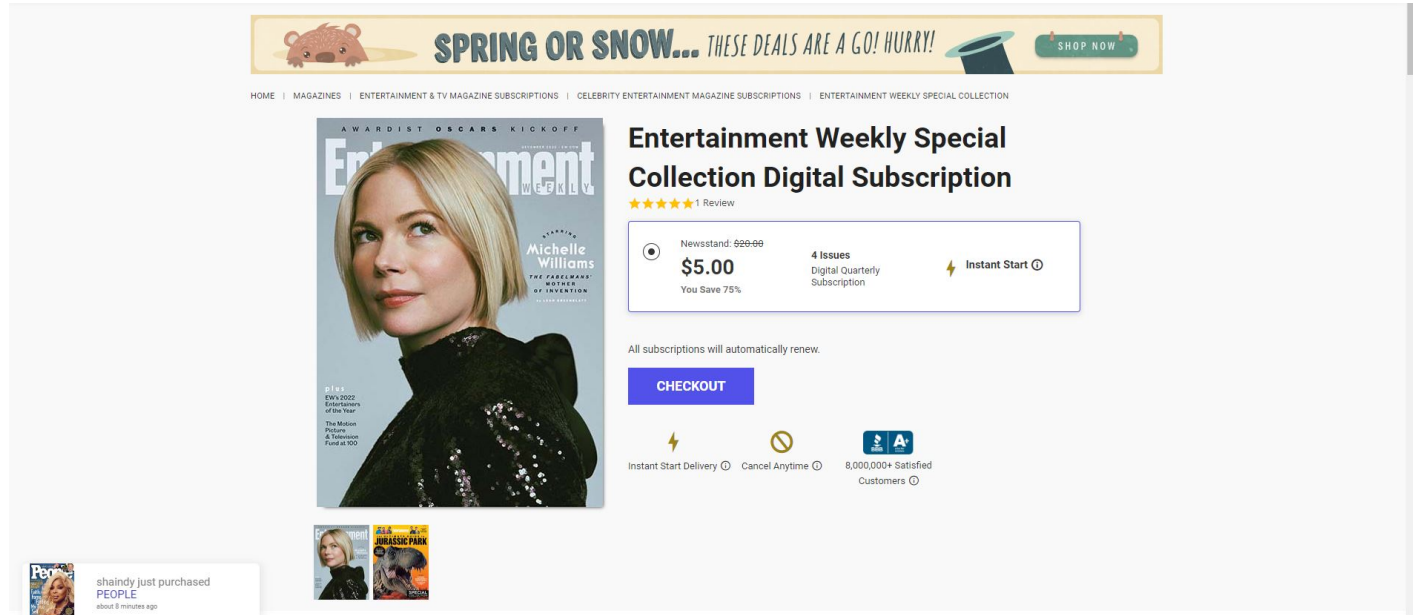 SPRING OR SNOW... THESE DEALS ARE A GO! HURRY!
SHOP NOW
HOME | MAGAZINES | ENTERTAINMENT & TV MAGAZINE SUBSCRIPTIONS | CELEBRITY ENTERTAINMENT MAGAZINE SUBSCRIPTIONS | ENTERTAINMENT WEEKLY SPECIAL COLLECTION
AWARDIST OSCARS KICKOFF
WEEKLY
STARRING
Michelle
Williams
THE FABELMANS'
MOTHER
OF INVENTION
plus
EW's 2022
Entertainers
of the Year
The Motion
Picture
& Television
Fund at 100
Entertainment Weekly Special
Collection Digital Subscription
1 Review
Newsstand: $20.00
$5.00
You Save 75%
4 Issues
Digital Quarterly
Subscription
Instant Start
All subscriptions will automatically renew.
CHECKOUT
Instant Start Delivery
Cancel Anytime
A+
8,000,000+ Satisfied
Customers
JURASSIC PARK
SPECIAL
People
shaindy just purchased
PEOPLE
about 8 minutes ago